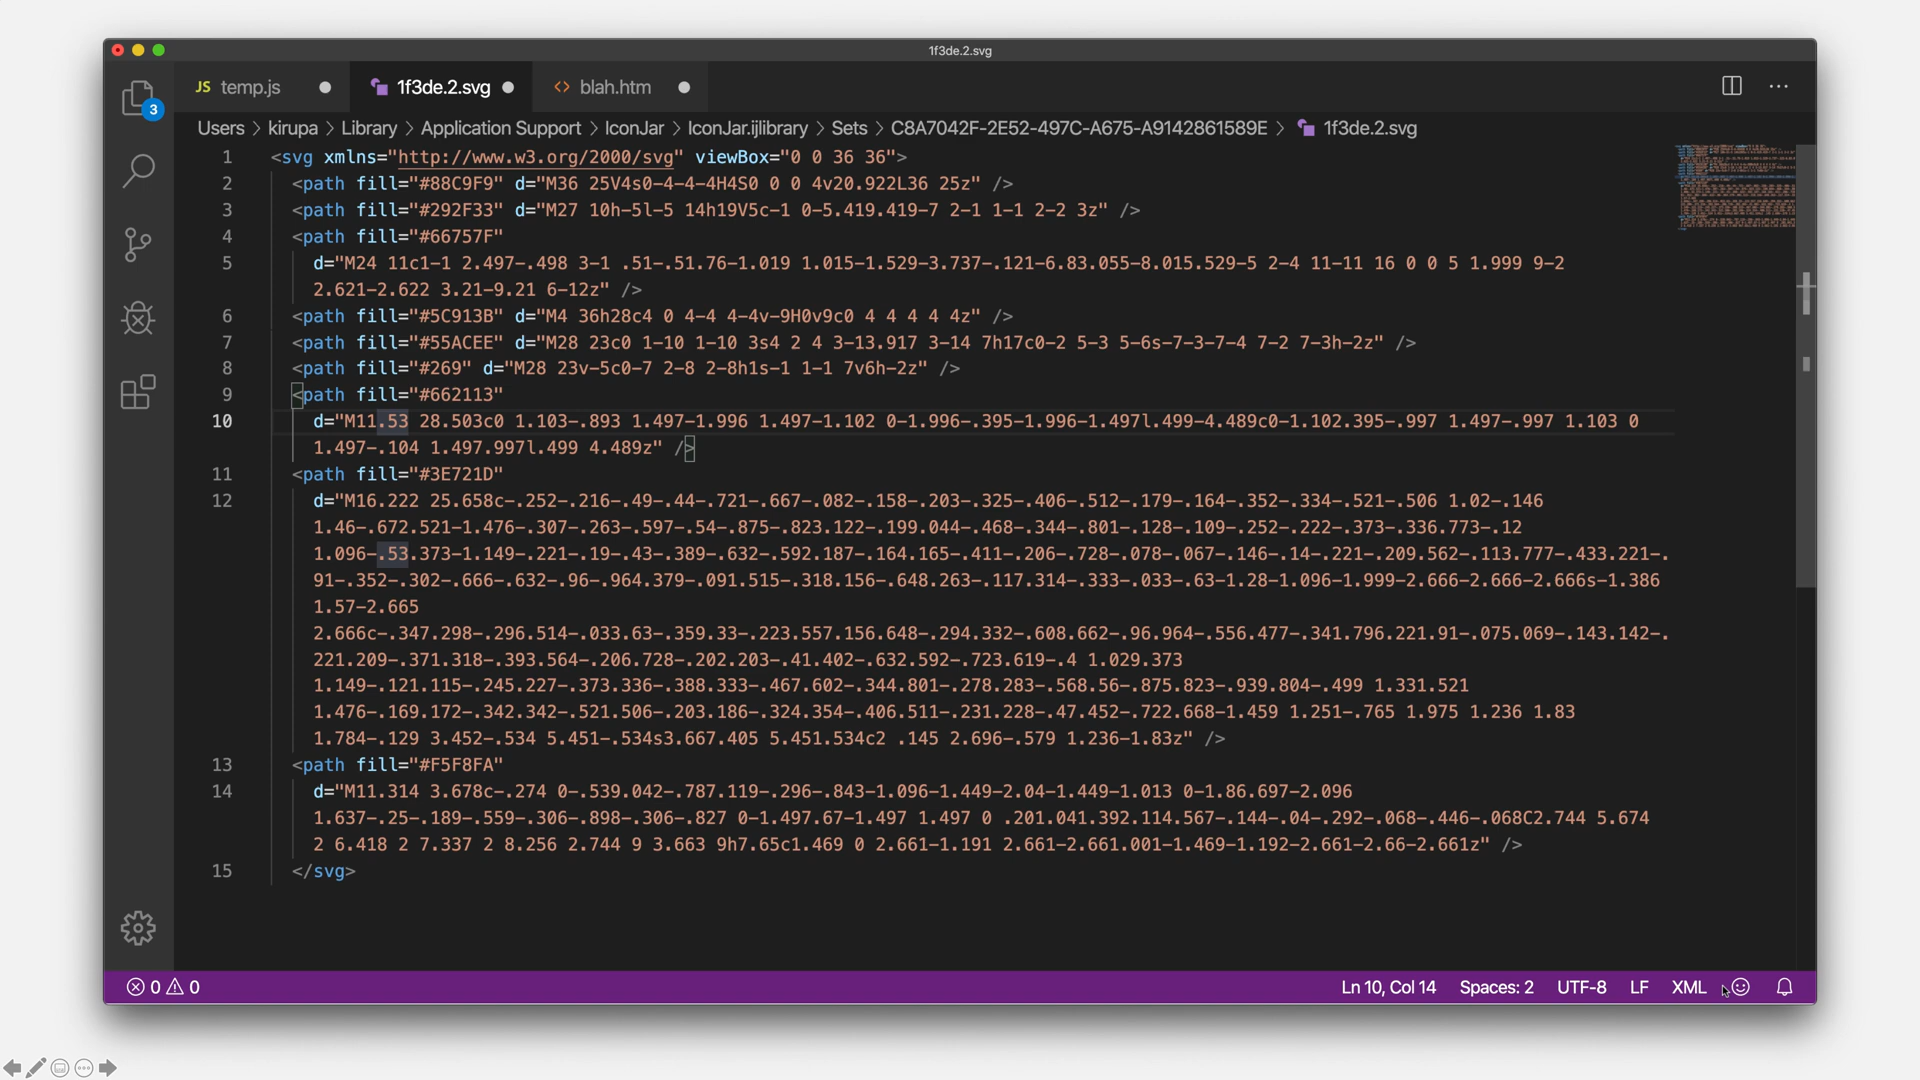 1f3de.2.svg
JS temp.js
1f3de.2.svg
<> blah.htm
3
Users > kirupa > Library > Application Support > IconJar > IconJar.ijlibrary > Sets > C8A7042F-2E52-497C-A675-A9142861589E > 1f3de.2.svg
1 <svg xmlns="http://www.w3.org/2000/svg" viewBox="0 0 36 36">
2 <path fill="#88C9F9" d="M36 25V4s0-4-4-4H4S0 0 0 4v20.922L36 25z" />
3 <path fill="#292F33" d="M27 10h-5l-5 14h19V5c-1 0-5.419.419-7 2-1 1-1 2-2 3z" />
4 <path fill="#66757F"
5 d="M24 11c1-1 2.497-.498 3-1 .51-.51.76-1.019 1.015-1.529-3.737-.121-6.83.055-8.015.529-5 2-4 11-11 16 0 0 5 1.999 9-2
2.621-2.622 3.21-9.21 6-12z" />
6 <path fill="#5C913B" d="M4 36h28c4 0 4-4 4-4v-9H0v9c0 4 4 4 4 4z" />
7 <path fill="#55ACEE" d="M28 23c0 1-10 1-10 3s4 2 4 3-13.917 3-14 7h17c0-2 5-3 5-6s-7-3-7-4 7-2 7-3h-2z" />
8 <path fill="#269" d="M28 23v-5c0-7 2-8 2-8h1s-1 1-1 7v6h-2z" />
9 <path fill="#662113"
10 d="M11.53 28.503c0 1.103-.893 1.497-1.996 1.497-1.102 0-1.996-.395-1.996-1.497l.499-4.489c0-1.102.395-.997 1.497-.997 1.103 0
1.497-.104 1.497.997l.499 4.489z" />
11 <path fill="#3E721D"
12 d="M16.222 25.658c-.252-.216-.49-.44-.721-.667-.082-.158-.203-.325-.406-.512-.179-.164-.352-.334-.521-.506 1.02-.146
1.46-.672.521-1.476-.307-.263-.597-.54-.875-.823.122-.199.044-.468-.344-.801-.128-.109-.252-.222-.373-.336.773-.12
1.096-.53.373-1.149-.221-.19-.43-.389-.632-.592.187-.164.165-.411-.206-.728-.078-.067-.146-.14-.221-.209.562-.113.777-.433.221-.
91-.352-.302-.666-.632-.96-.964.379-.091.515-.318.156-.648.263-.117.314-.333-.033-.63-1.28-1.096-1.999-2.666-2.666-2.666s-1.386
1.57-2.665
2.666c-.347.298-.296.514-.033.63-.359.33-.223.557.156.648-.294.332-.608.662-.96.964-.556.477-.341.796.221.91-.075.069-.143.142-.
221.209-.371.318-.393.564-.206.728-.202.203-.41.402-.632.592-.723.619-.4 1.029.373
1.149-.121.115-.245.227-.373.336-.388.333-.467.602-.344.801-.278.283-.568.56-.875.823-.939.804-.499 1.331.521
1.476-.169.172-.342.342-.521.506-.203.186-.324.354-.406.511-.231.228-.47.452-.722.668-1.459 1.251-.765 1.975 1.236 1.83
1.784-.129 3.452-.534 5.451-.534s3.667.405 5.451.534c2 .145 2.696-.579 1.236-1.83z" />
13 <path fill="#F5F8FA"
14 d="M11.314 3.678c-.274 0-.539.042-.787.119-.296-.843-1.096-1.449-2.04-1.449-1.013 0-1.86.697-2.096
1.637-.25-.189-.559-.306-.898-.306-.827 0-1.497.67-1.497 1.497 0 .201.041.392.114.567-.144-.04-.292-.068-.446-.068C2.744 5.674
2 6.418 2 7.337 2 8.256 2.744 9 3.663 9h7.65c1.469 0 2.661-1.191 2.661-2.661.001-1.469-1.192-2.661-2.66-2.661z" />
15 </svg>
0 0 Ln 10, Col 14 Spaces: 2 UTF-8 LF XML